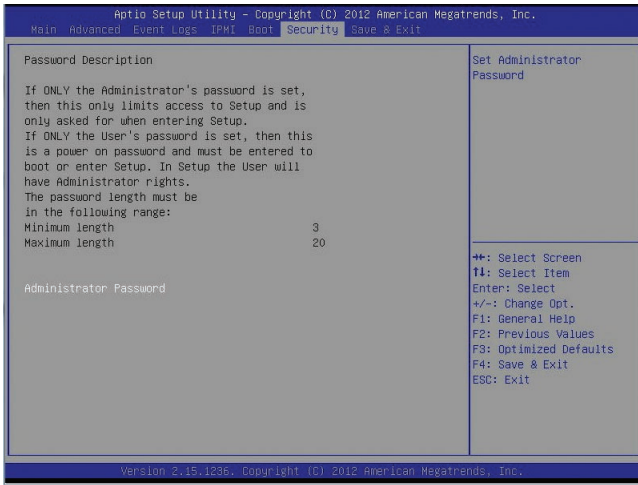 Aptio Setup Utility – Copyright (C) 2012 American Megatrends, Inc.
Main Advanced Event Logs IPMI Boot Security Save & Exit
Password Description
If ONLY the Administrator's password is set,
then this only limits access to Setup and is
only asked for when entering Setup.
If ONLY the User's password is set, then this
is a power on password and must be entered to
boot or enter Setup. In Setup the User will
have Administrator rights.
The password length must be
in the following range:
Minimum length 3
Maximum length 20
Administrator Password
Set Administrator
Password
→←: Select Screen
↑↓: Select Item
Enter: Select
+/-: Change Opt.
F1: General Help
F2: Previous Values
F3: Optimized Defaults
F4: Save & Exit
ESC: Exit
Version 2.15.1236. Copyright (C) 2012 American Megatrends, Inc.